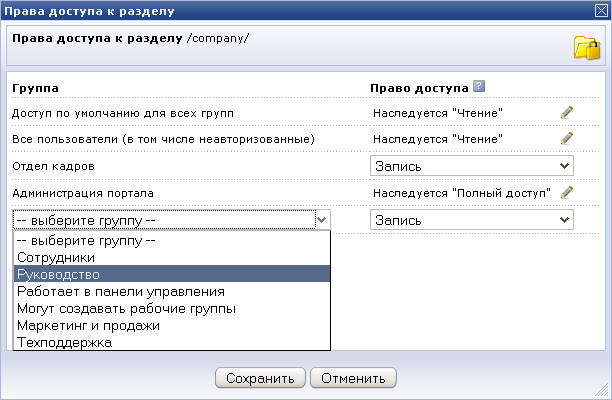 Права доступа к разделу
Права доступа к разделу /company/
Группа Право доступа ?
Доступ по умолчанию для всех групп Наследуется "Чтение"
Все пользователи (в том числе неавторизованные) Наследуется "Чтение"
Отдел кадров Запись
Администрация портала Наследуется "Полный доступ"
-- выберите группу -- Запись
-- выберите группу --
Сотрудники
Руководство
Работает в панели управления
Могут создавать рабочие группы
Маркетинг и продажи
Техподдержка
Сохранить Отменить